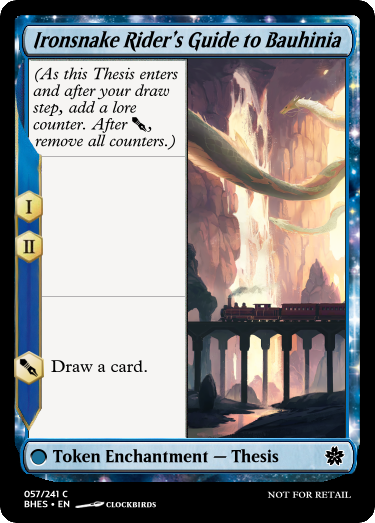 Ironsnake Rider's Guide to Bauhinia
(As this Thesis enters
and after your draw
step, add a lore
counter. After ,
remove all counters.)
I
II
Draw a card.
Token Enchantment — Thesis
057/241 C
BHES • EN CLOCKBIRDS
NOT FOR RETAIL